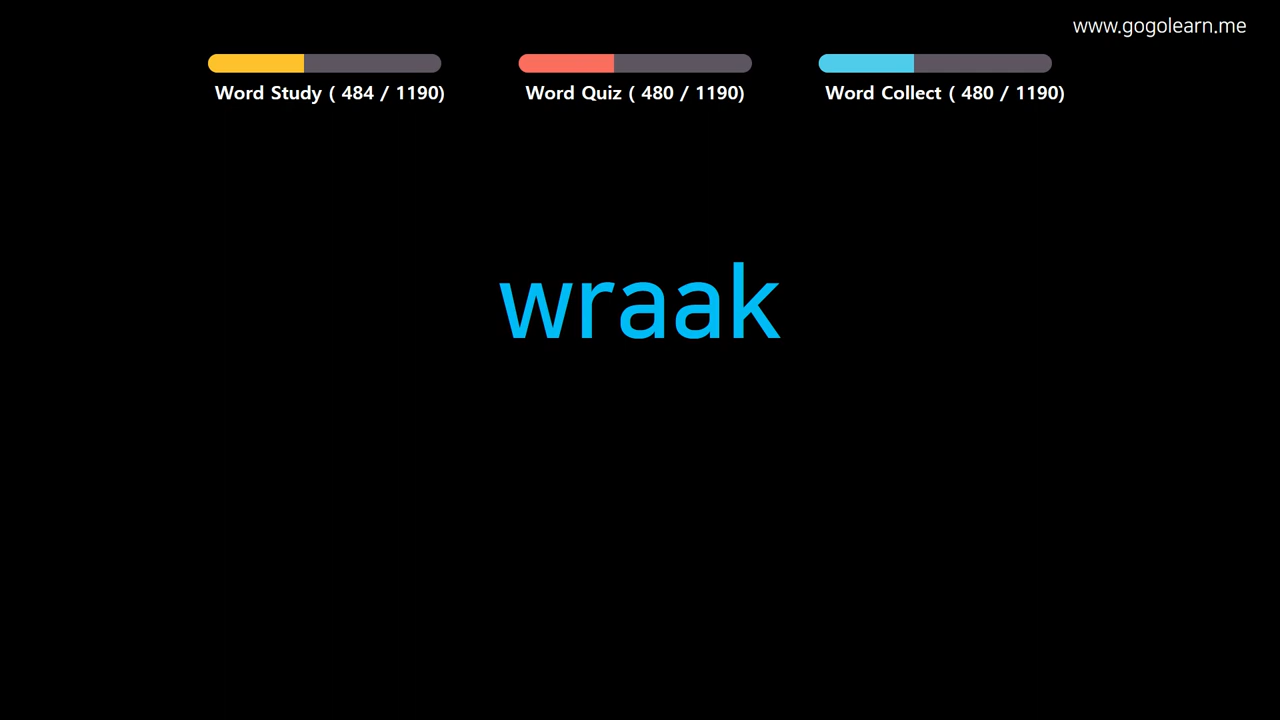 www.gogolearn.me
Word Study ( 484 / 1190)
Word Quiz ( 480 / 1190)
Word Collect ( 480 / 1190)
wraak